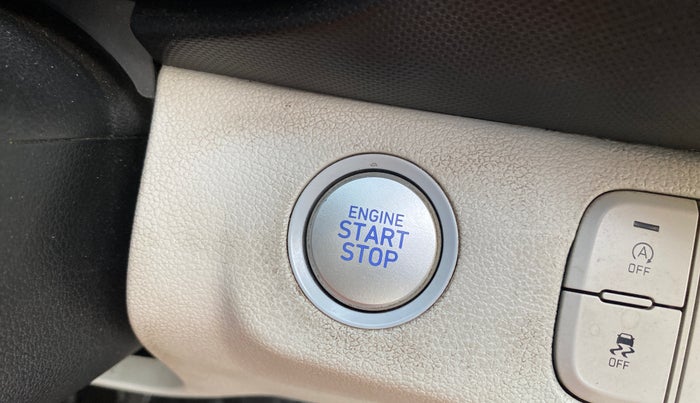 ENGINE
START
STOP
A
OFF
OFF